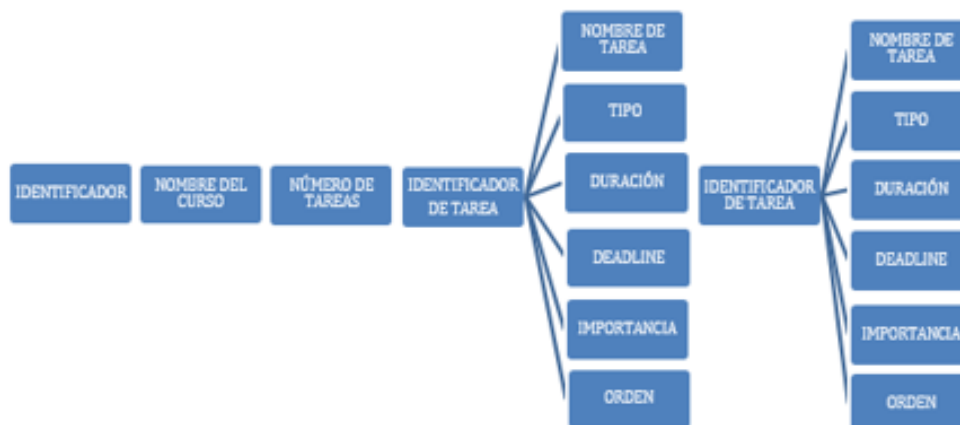 IDENTIFICADOR
NOMBRE DEL
CURSO
NÚMERO DE
TAREAS
IDENTIFICADOR
DE TAREA
NOMBRE DE
TAREA
TIPO
DURACIÓN
DEADLINE
IMPORTANCIA
ORDEN
IDENTIFICADOR
DE TAREA
NOMBRE DE
TAREA
TIPO
DURACIÓN
DEADLINE
IMPORTANCIA
ORDEN